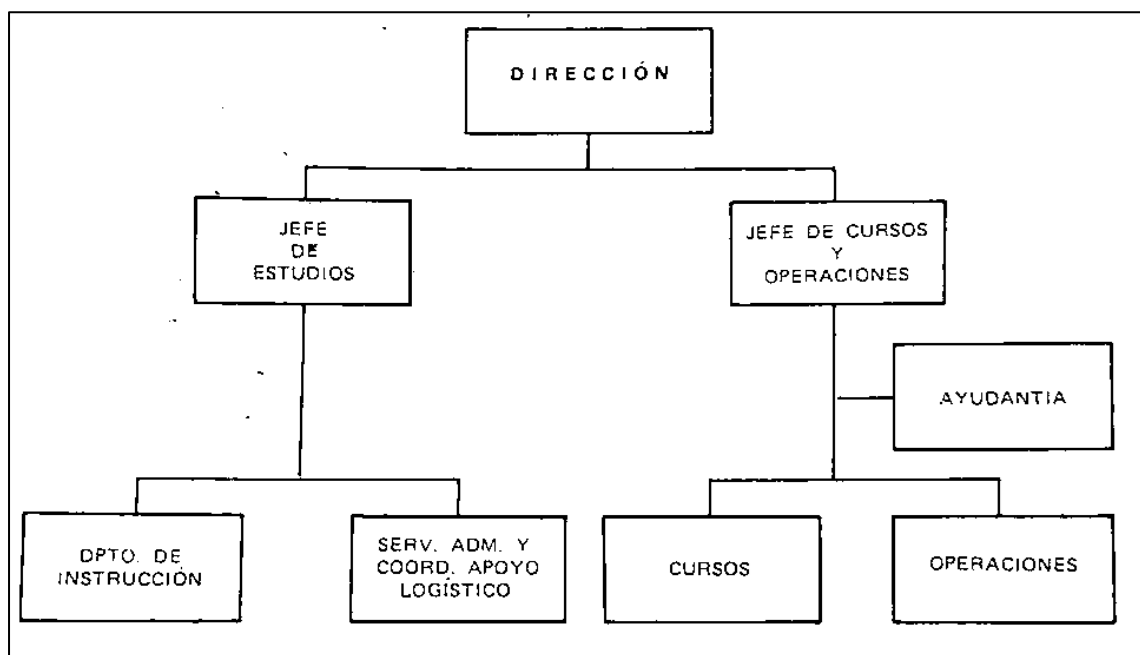 DIRECCIÓN
JEFE
DE
ESTUDIOS
JEFE DE CURSOS
Y
OPERACIONES
AYUDANTIA
DPTO. DE
INSTRUCCIÓN
SERV. ADM. Y
COORD. APOYO
LOGÍSTICO
CURSOS
OPERACIONES